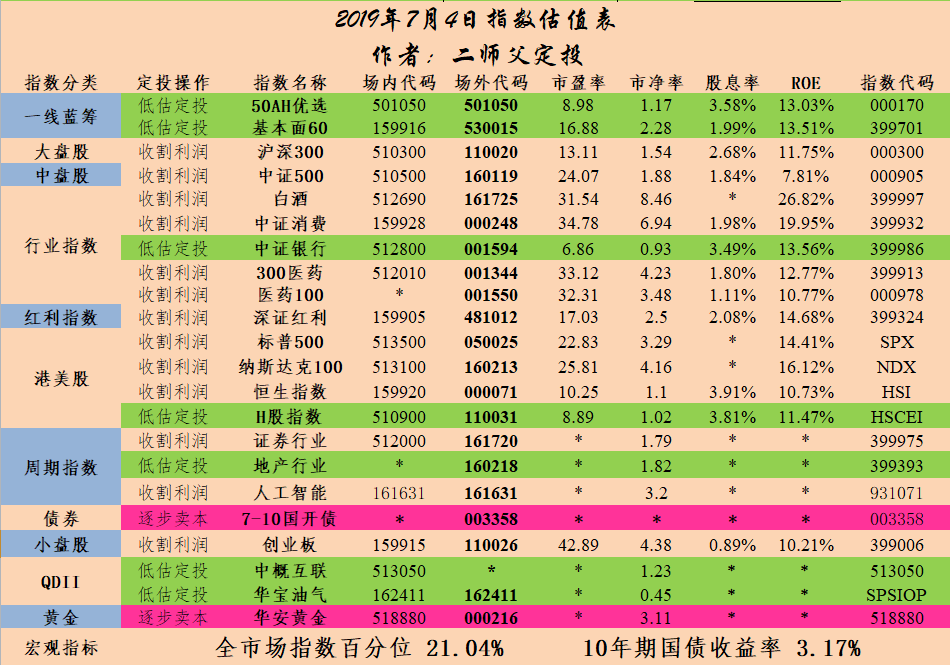 2019年7月4日指数估值表
作者：二师父定投
指数分类 定投操作 指数名称 场内代码 场外代码 市盈率 市净率 股息率 ROE 指数代码
一线蓝筹 低估定投 50AH优选 501050 501050 8.98 1.17 3.58% 13.03% 000170
低估定投 基本面60 159916 530015 16.88 2.28 1.99% 13.51% 399701
大盘股 收割利润 沪深300 510300 110020 13.11 1.54 2.68% 11.75% 000300
中盘股 收割利润 中证500 510500 160119 24.07 1.88 1.84% 7.81% 000905
行业指数 收割利润 白酒 512690 161725 31.54 8.46 * 26.82% 399997
收割利润 中证消费 159928 000248 34.78 6.94 1.98% 19.95% 399932
低估定投 中证银行 512800 001594 6.86 0.93 3.49% 13.56% 399986
收割利润 300医药 512010 001344 33.12 4.23 1.80% 12.77% 399913
收割利润 医药100 * 001550 32.31 3.48 1.11% 10.77% 000978
红利指数 收割利润 深证红利 159905 481012 17.03 2.5 2.08% 14.68% 399324
港美股 收割利润 标普500 513500 050025 22.83 3.29 * 14.41% SPX
收割利润 纳斯达克100 513100 160213 25.81 4.16 * 16.12% NDX
收割利润 恒生指数 159920 000071 10.25 1.1 3.91% 10.73% HSI
低估定投 H股指数 510900 110031 8.89 1.02 3.81% 11.47% HSCEI
周期指数 收割利润 证券行业 512000 161720 * 1.79 * * 399975
低估定投 地产行业 * 160218 * 1.82 * * 399393
收割利润 人工智能 161631 161631 * 3.2 * * 931071
债券 逐步卖本 7-10国开债 * 003358 * * * * 003358
小盘股 收割利润 创业板 159915 110026 42.89 4.38 0.89% 10.21% 399006
QDII 低估定投 中概互联 513050 * * 1.23 * * 513050
低估定投 华宝油气 162411 162411 * 0.45 * * SPSIOP
黄金 逐步卖本 华安黄金 518880 000216 * 3.11 * * 518880
宏观指标 全市场指数百分位 21.04% 10年期国债收益率 3.17%